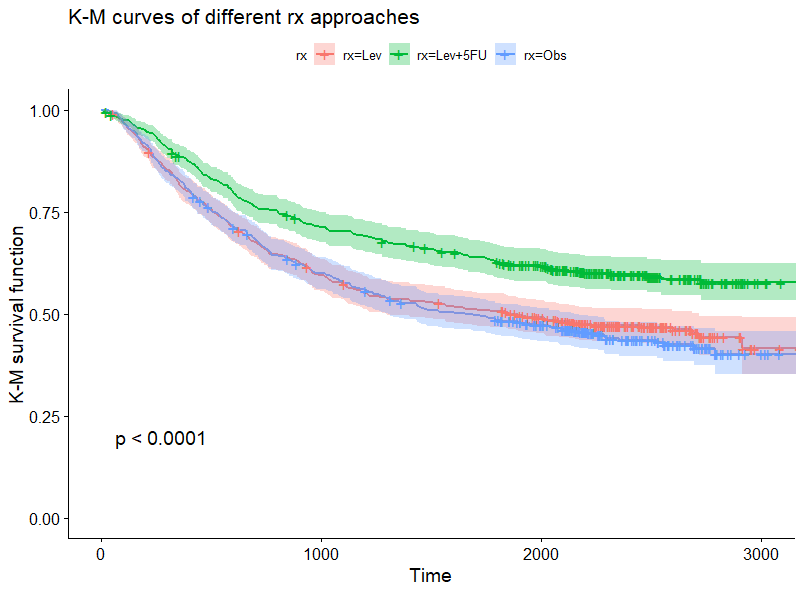 K-M curves of different rx approaches
rx rx=Lev rx=Lev+5FU rx=Obs
K-M survival function
1.00
0.75
0.50
0.25
0.00
p < 0.0001
0 1000 2000 3000
Time